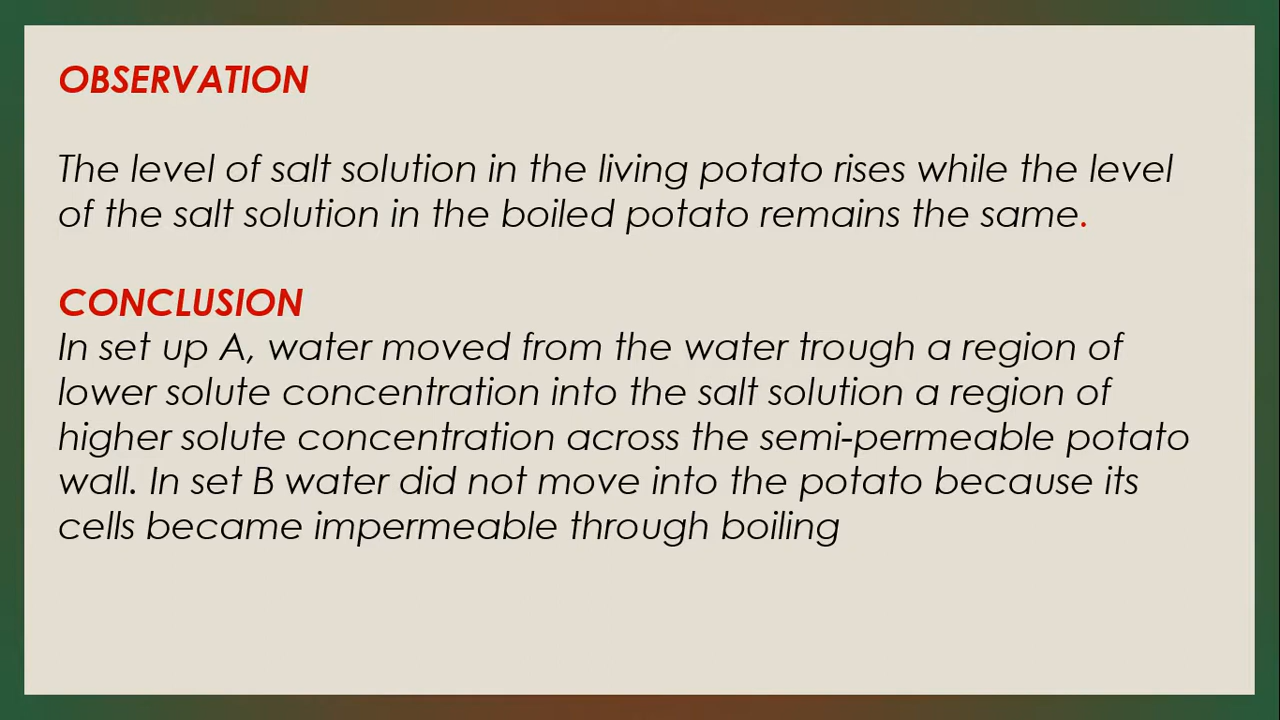 OBSERVATION
The level of salt solution in the living potato rises while the level
of the salt solution in the boiled potato remains the same.
CONCLUSION
In set up A, water moved from the water trough a region of
lower solute concentration into the salt solution a region of
higher solute concentration across the semi-permeable potato
wall. In set B water did not move into the potato because its
cells became impermeable through boiling